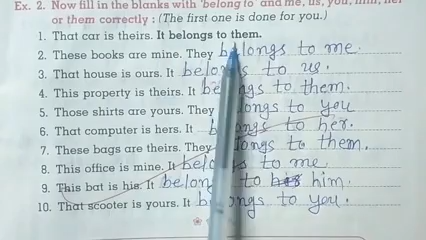 Ex. 2. Now fill in the blanks with 'belong to' and me, us, you, him, her
or them correctly : (The first one is done for you.)
1. That car is theirs. It belongs to them.
2. These books are mine. They belongs to me.
3. That house is ours. It belongs to us.
4. This property is theirs. It belongs to them.
5. Those shirts are yours. They belongs to you
6. That computer is hers. It belongs to her.
7. These bags are theirs. They belongs to them.
8. This office is mine. It belongs to me.
9. This bat is his. It belongs to him.
10. That scooter is yours. It belongs to you.